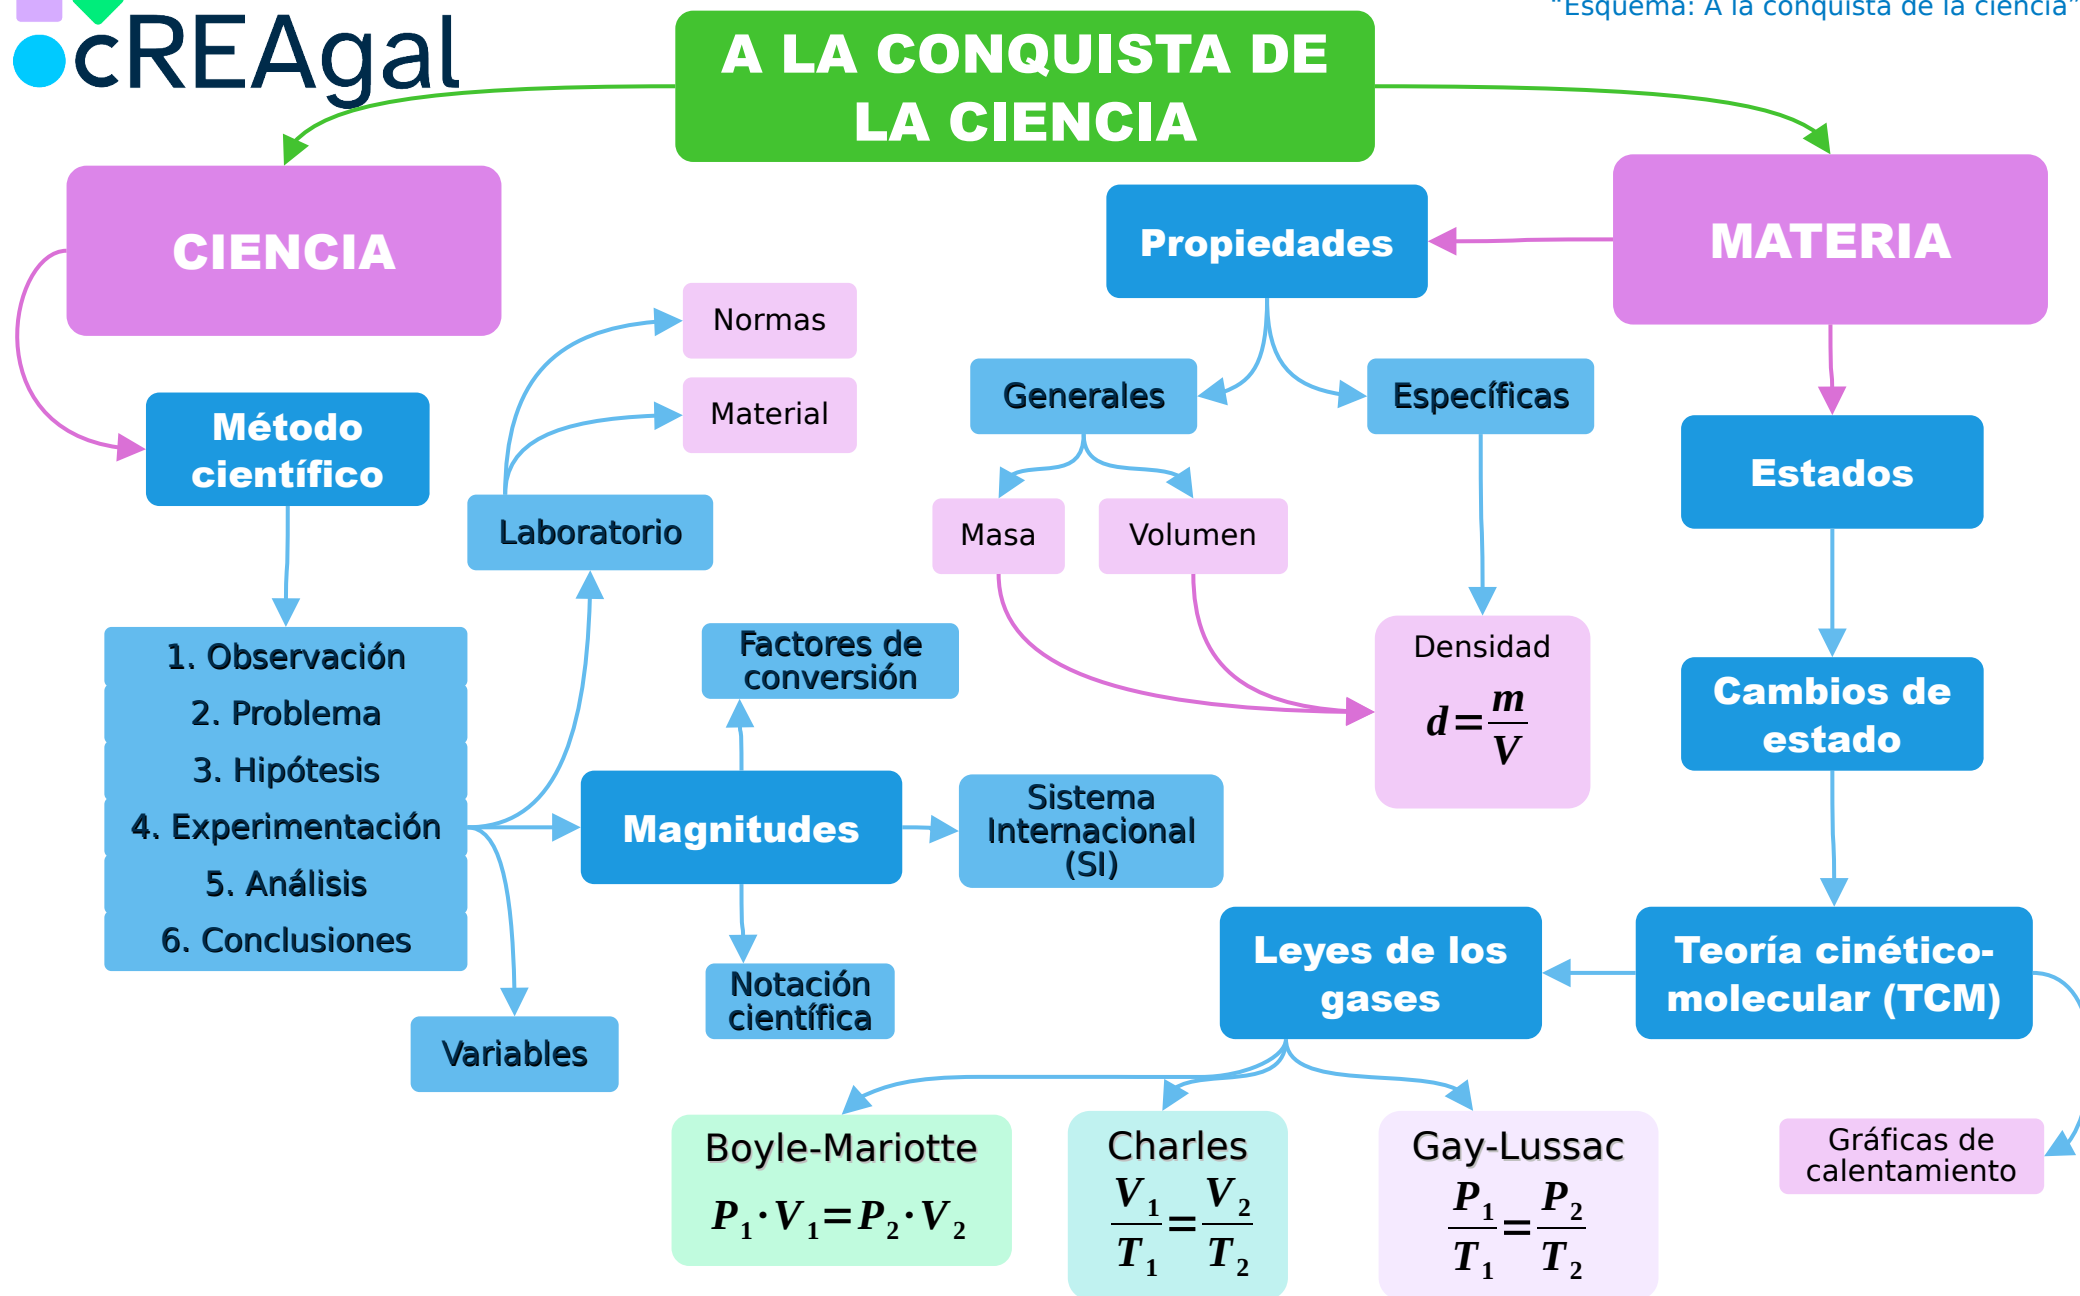 cREAgal
"Esquema: A la conquista de la ciencia"
A LA CONQUISTA DE
LA CIENCIA
CIENCIA
Método
científico
1. Observación
2. Problema
3. Hipótesis
4. Experimentación
5. Análisis
6. Conclusiones
Laboratorio
Normas
Material
Variables
Magnitudes
Factores de
conversión
Sistema
Internacional
(SI)
Notación
científica
MATERIA
Propiedades
Generales
Específicas
Masa
Volumen
Densidad
d = m/V
Estados
Cambios de
estado
Teoría cinético-
molecular (TCM)
Gráficas de
calentamiento
Leyes de los
gases
Boyle-Mariotte
P₁·V₁=P₂·V₂
Charles
V₁/T₁=V₂/T₂
Gay-Lussac
P₁/T₁=P₂/T₂